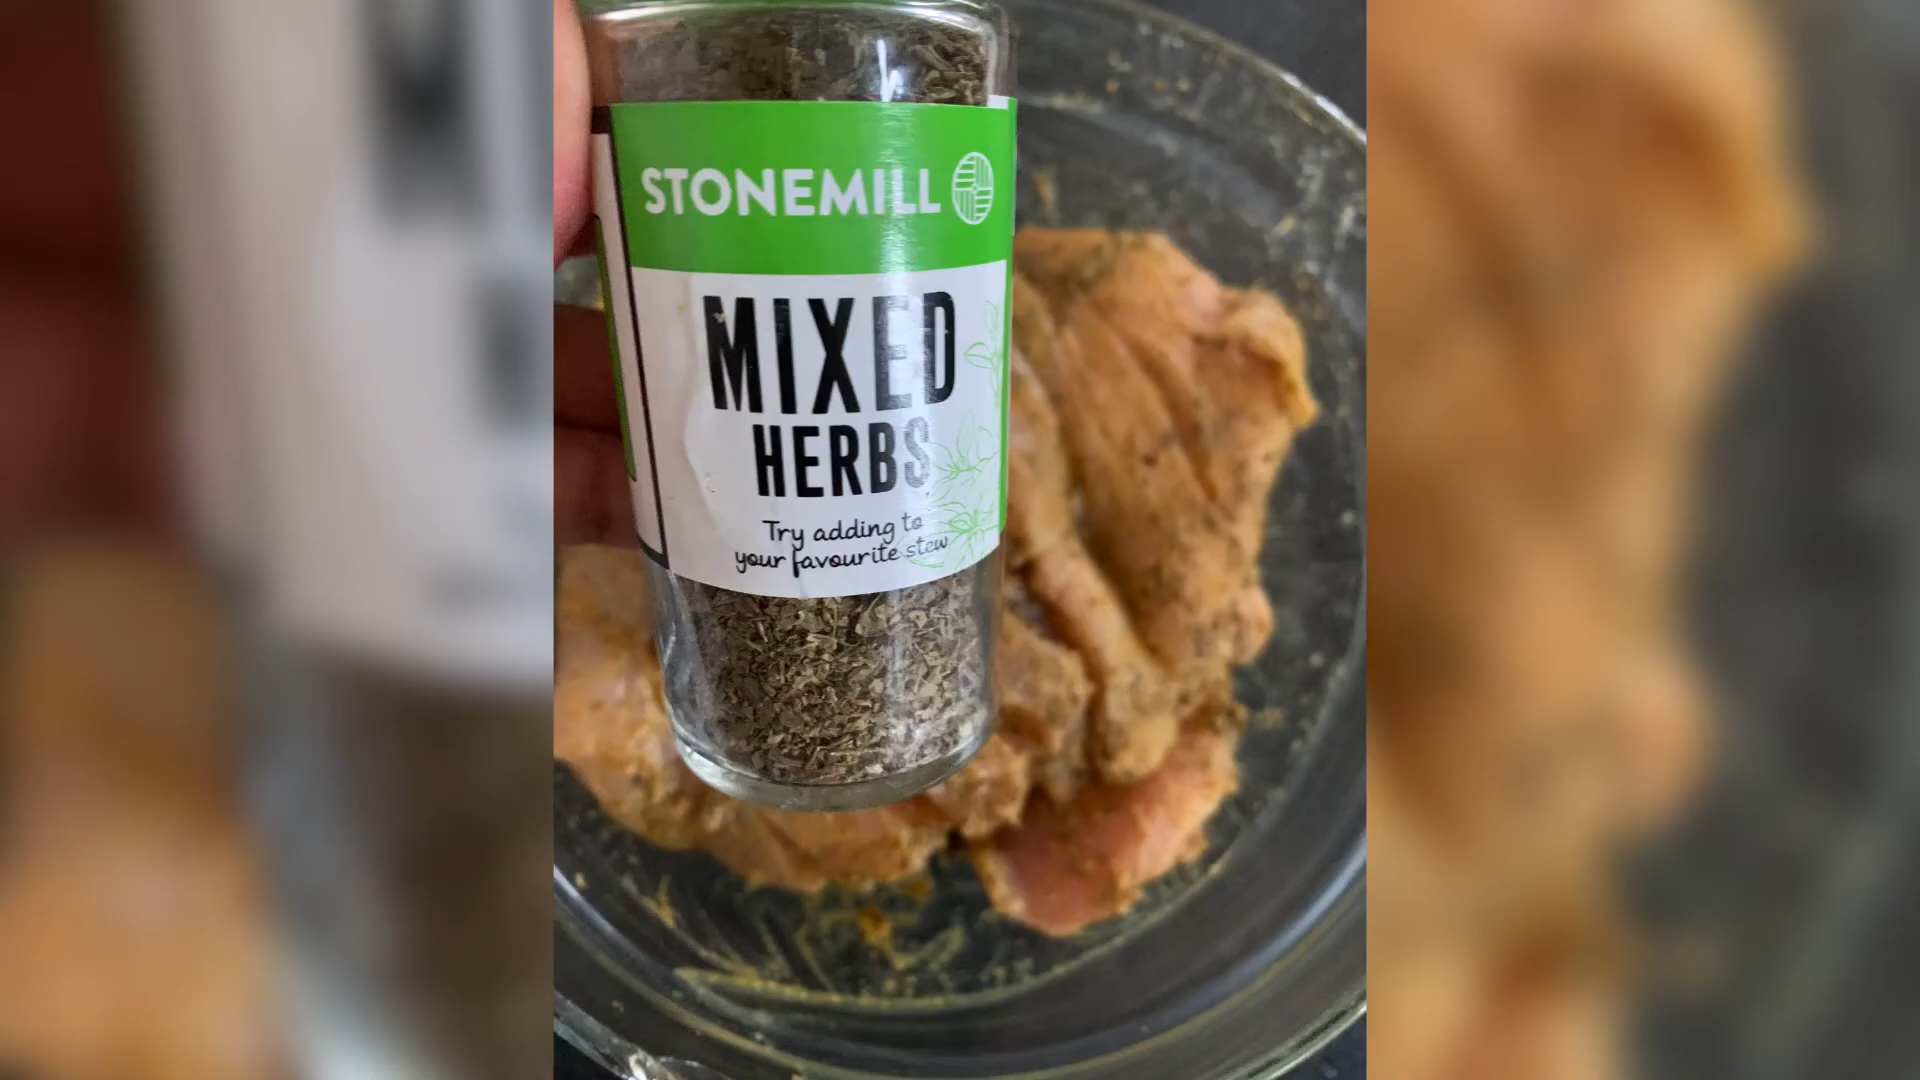 STONEMILL
MIXED
HERBS
Try adding to
your favourite stew